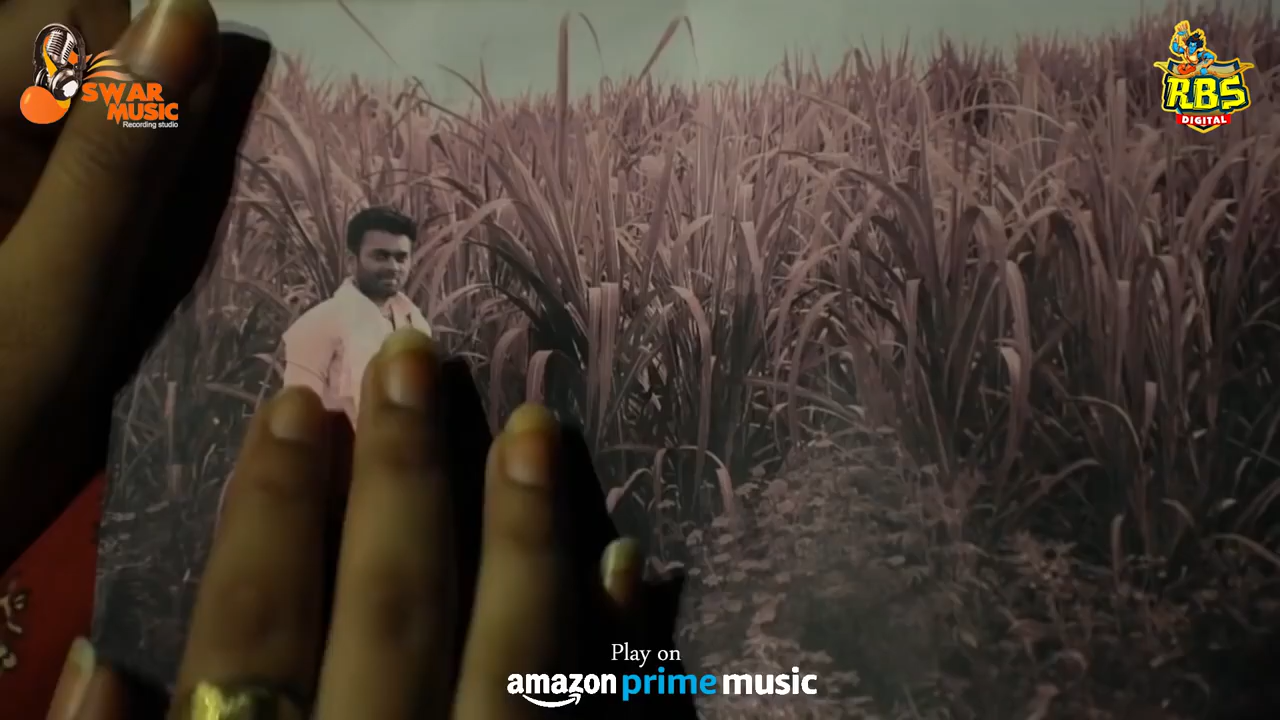 SWAR
MUSIC
Recording studio
RBS
DIGITAL
Play on
amazon prime music